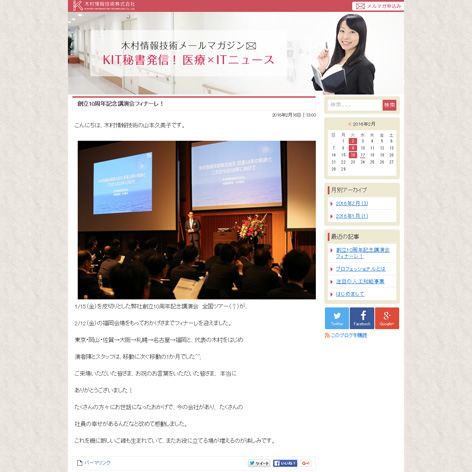 木村情報技術株式会社
メルマガ申込み
木村情報技術メールマガジン
KIT秘書発信！医療×ITニュース
創立10周年記念講演会フィナーレ！
2016年2月16日 | 13:00
こんにちは、木村情報技術の山本久美子です。
1/15（金）を皮切りとした弊社創立10周年記念講演会　全国ツアー（？）が、
2/12（金）の福岡会場をもっておかげさまでフィナーレを迎えました。
東京・岡山→佐賀→大阪→札幌→名古屋→福岡と、代表の木村をはじめ
演者陣とスタッフは、移動に次ぐ移動の1か月でした^^;
ご来場いただいた皆さま、お祝のお言葉をいただいた皆さま、本当に
ありがとうございました！
たくさんの方々にお世話になったおかげで、今の会社があり、たくさんの
社員の幸せがあるんだなと改めて感動しました。
これを機に新しいご縁も生まれていて、またお役に立てる場が増えるのが楽しみです。
パーマリンク
ツイート
いいね！
検索
< 2016年2月
日 月 火 水 木 金 土
1 2 3 4 5 6
7 8 9 10 11 12 13
14 15 16 17 18 19 20
21 22 23 24 25 26 27
28 29
月別アーカイブ
2016年2月 (3)
2016年1月 (1)
最近の記事
創立10周年記念講演会
フィナーレ！
プロフェッショナルとは
注目の人工知能事業
はじめまして
Twitter
Facebook
Google+
このブログを購読